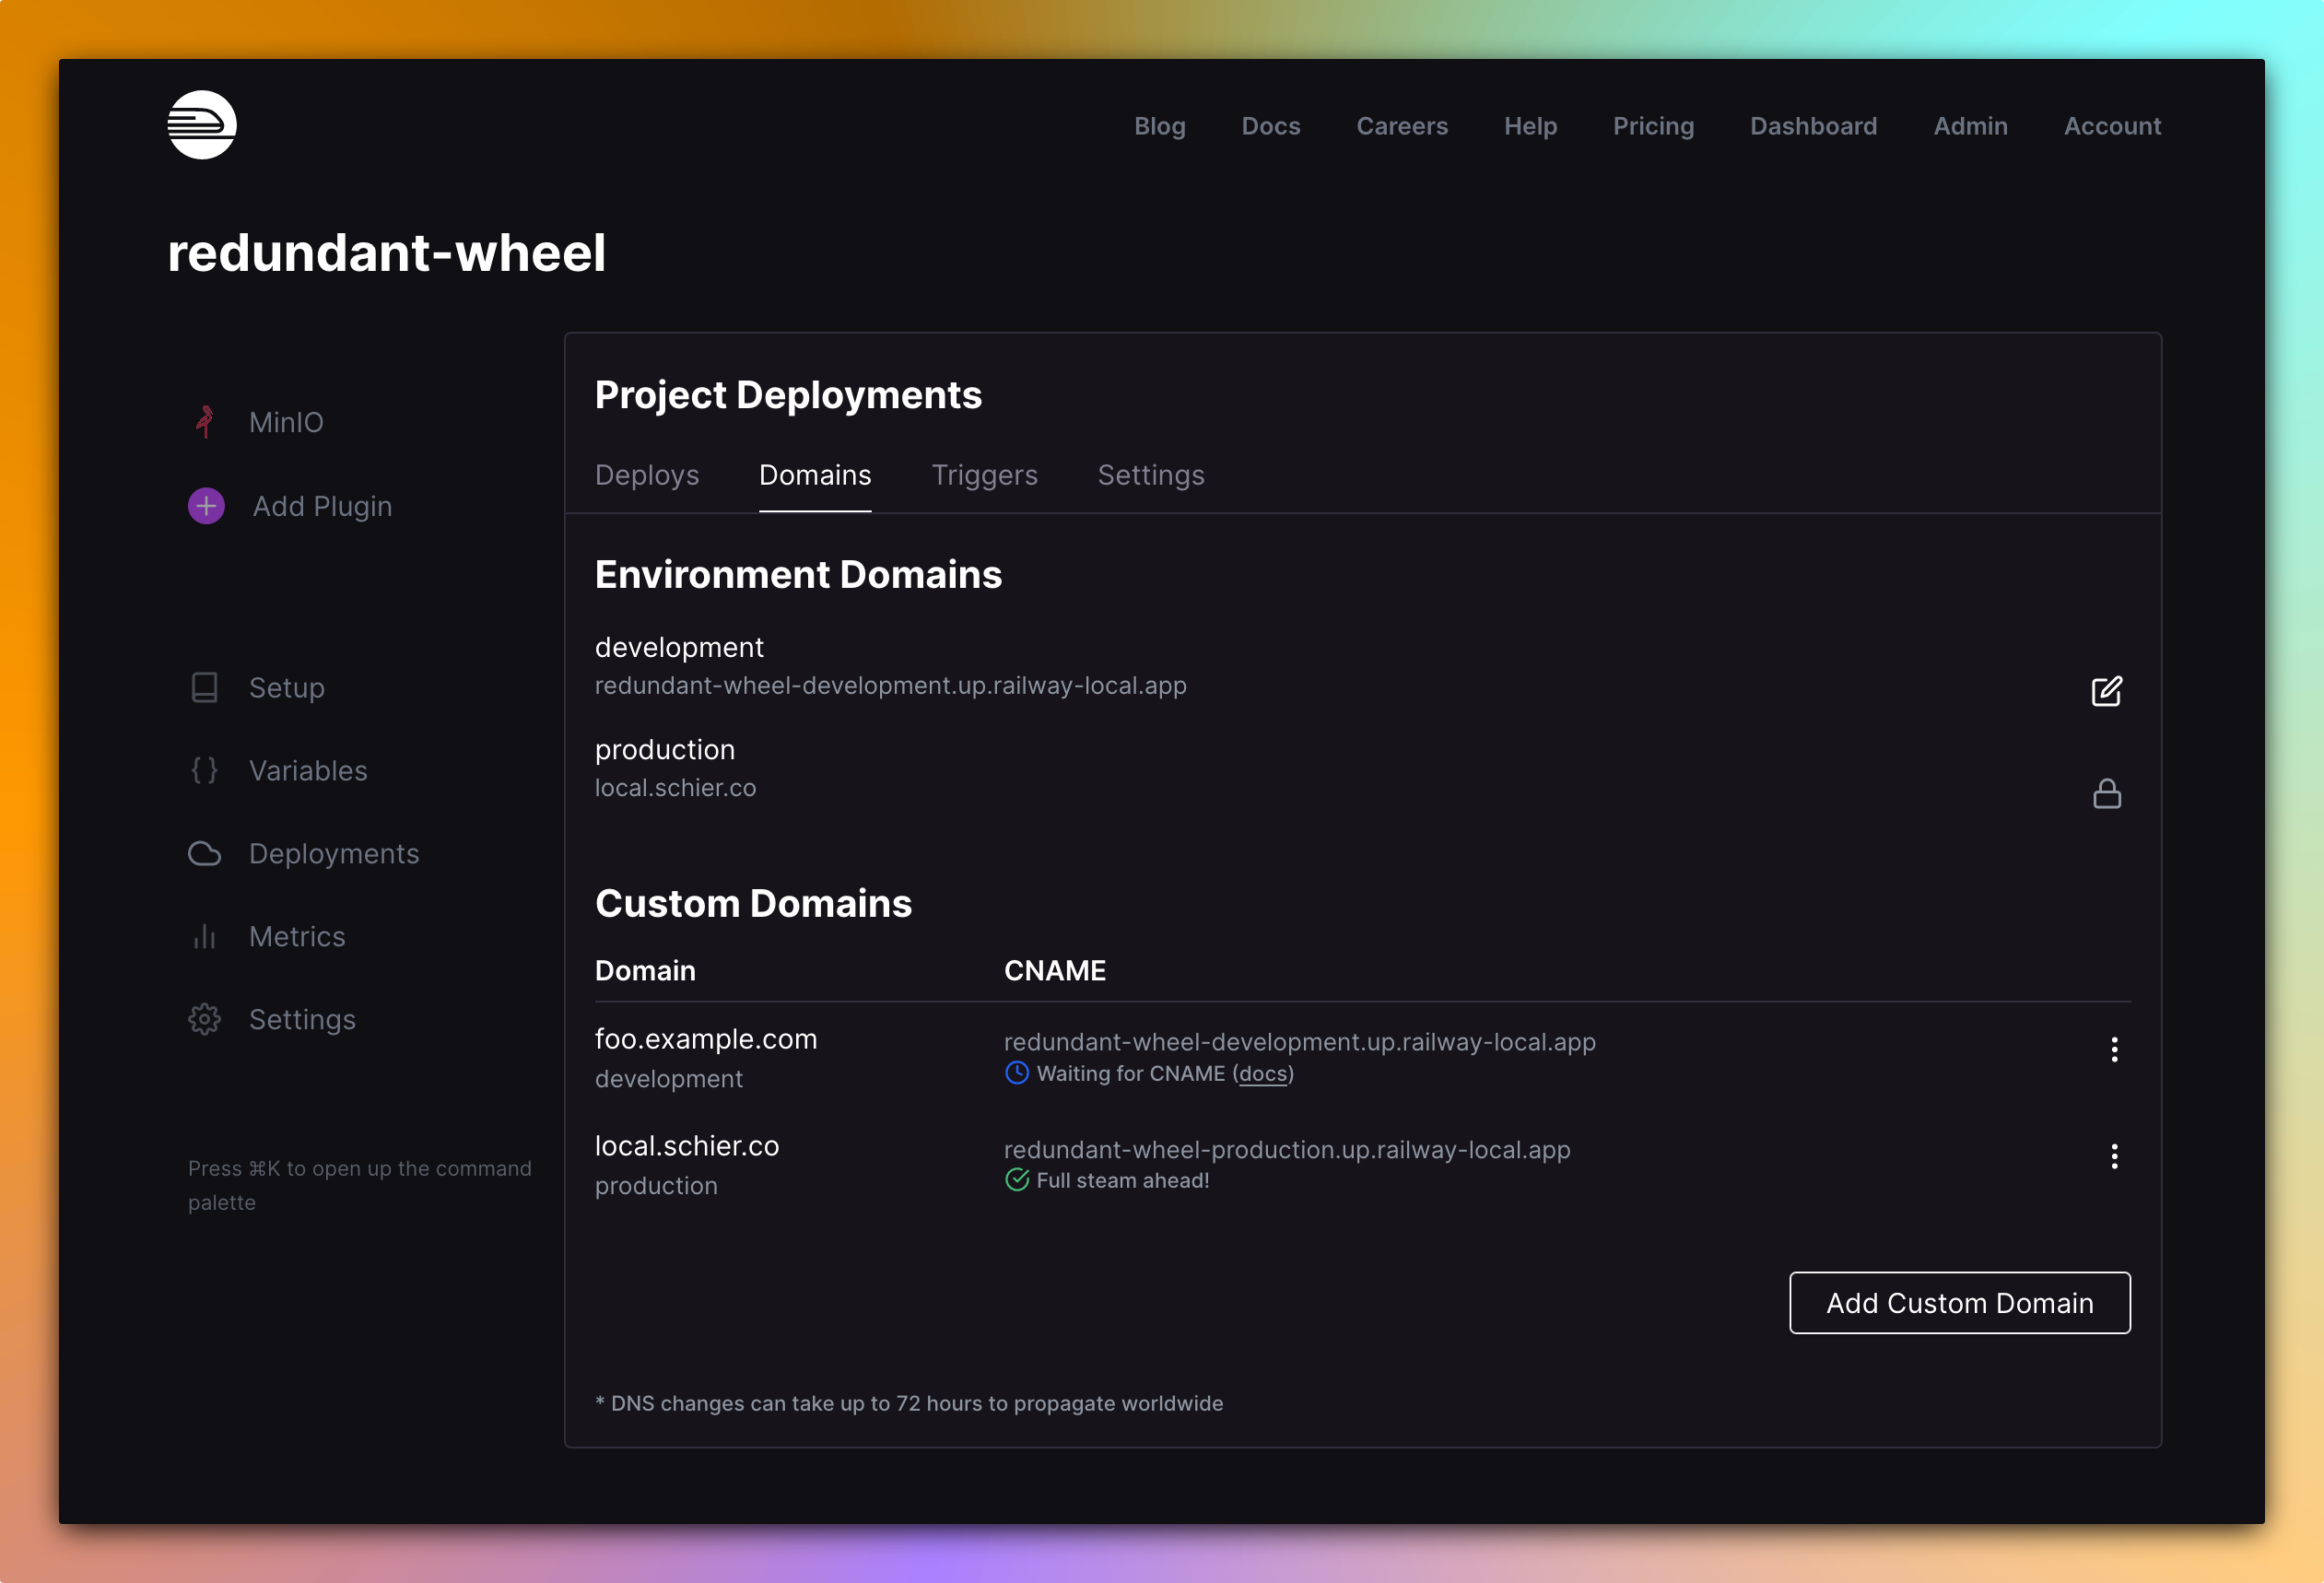 Blog Docs Careers Help Pricing Dashboard Admin Account
redundant-wheel
MinIO
Add Plugin
Setup
Variables
Deployments
Metrics
Settings
Press ⌘K to open up the command
palette
Project Deployments
Deploys Domains Triggers Settings
Environment Domains
development
redundant-wheel-development.up.railway-local.app
production
local.schier.co
Custom Domains
Domain CNAME
foo.example.com redundant-wheel-development.up.railway-local.app
development Waiting for CNAME (docs)
local.schier.co redundant-wheel-production.up.railway-local.app
production Full steam ahead!
Add Custom Domain
* DNS changes can take up to 72 hours to propagate worldwide